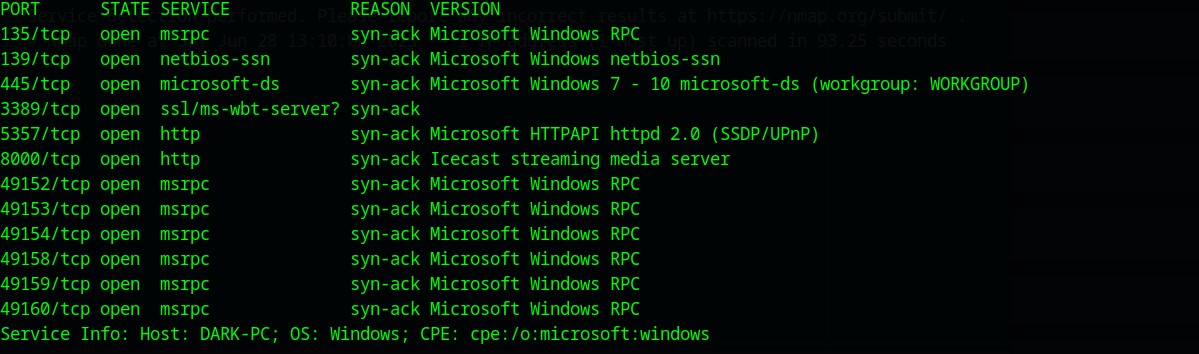 PORT      STATE SERVICE            REASON  VERSION
135/tcp   open  msrpc              syn-ack Microsoft Windows RPC
139/tcp   open  netbios-ssn        syn-ack Microsoft Windows netbios-ssn
445/tcp   open  microsoft-ds       syn-ack Microsoft Windows 7 - 10 microsoft-ds (workgroup: WORKGROUP)
3389/tcp  open  ssl/ms-wbt-server? syn-ack
5357/tcp  open  http               syn-ack Microsoft HTTPAPI httpd 2.0 (SSDP/UPnP)
8000/tcp  open  http               syn-ack Icecast streaming media server
49152/tcp open  msrpc              syn-ack Microsoft Windows RPC
49153/tcp open  msrpc              syn-ack Microsoft Windows RPC
49154/tcp open  msrpc              syn-ack Microsoft Windows RPC
49158/tcp open  msrpc              syn-ack Microsoft Windows RPC
49159/tcp open  msrpc              syn-ack Microsoft Windows RPC
49160/tcp open  msrpc              syn-ack Microsoft Windows RPC
Service Info: Host: DARK-PC; OS: Windows; CPE: cpe:/o:microsoft:windows